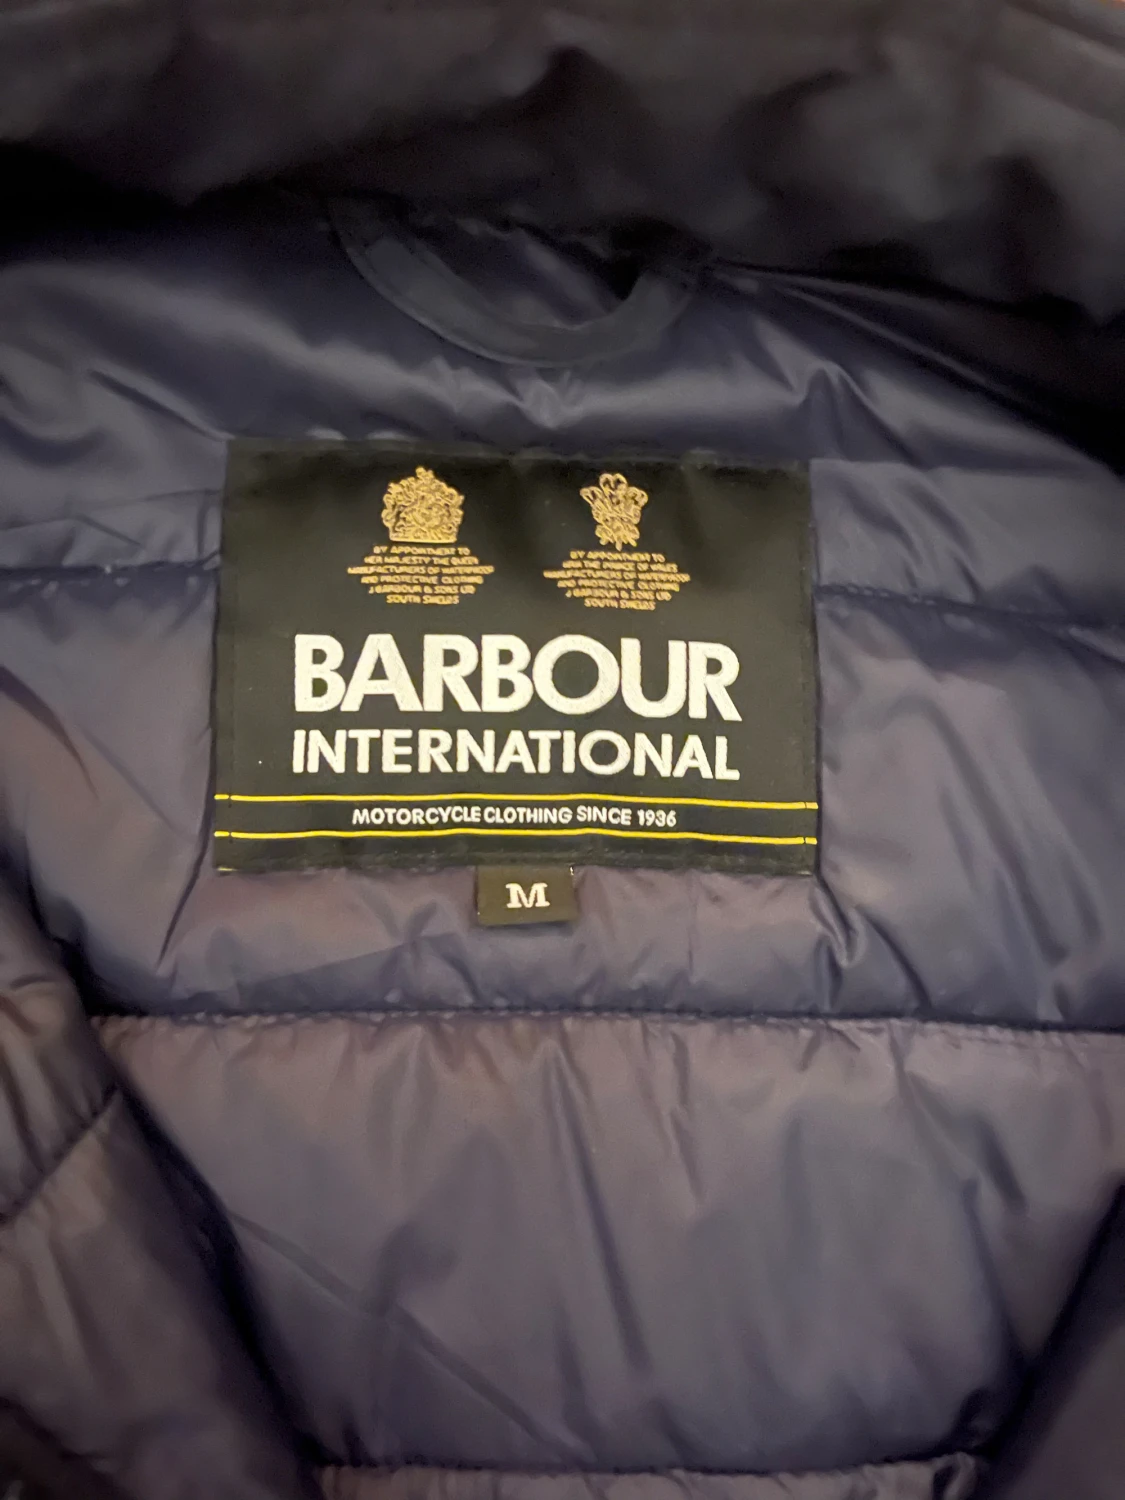 BY APPOINTMENT TO
HER MAJESTY THE QUEEN
MANUFACTURERS OF WATERPROOF
AND PROTECTIVE CLOTHING
J BARBOUR & SONS LTD
SOUTH SHIELDS
BY APPOINTMENT TO
HRH THE PRINCE OF WALES
MANUFACTURERS OF WATERPROOF
AND PROTECTIVE CLOTHING
J BARBOUR & SONS LTD
SOUTH SHIELDS
BARBOUR
INTERNATIONAL
MOTORCYCLE CLOTHING SINCE 1936
M